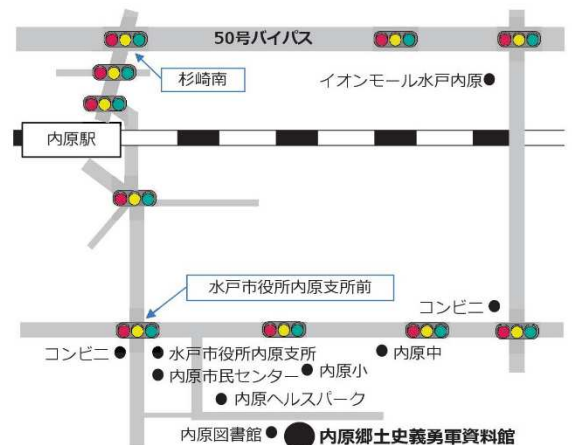 50号バイパス
杉崎南
イオンモール水戸内原
内原駅
水戸市役所内原支所前
コンビニ
コンビニ
水戸市役所内原支所
内原中
内原市民センター
内原小
内原ヘルスパーク
内原図書館
内原郷土史義勇軍資料館